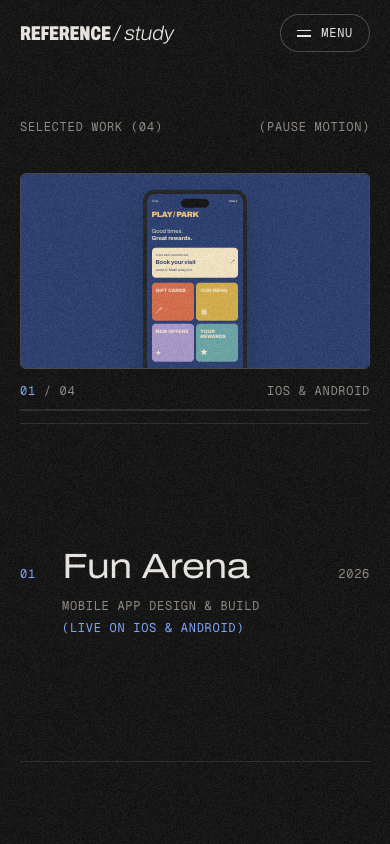 REFERENCE / study
MENU
SELECTED WORK (04)
(PAUSE MOTION)
PLAY/PARK
Good times.
Great rewards.
Book your visit
GIFT CARDS
OUR MENU
NEW OFFERS
YOUR REWARDS
01 / 04
IOS & ANDROID
01
Fun Arena
2026
MOBILE APP DESIGN & BUILD
(LIVE ON IOS & ANDROID)